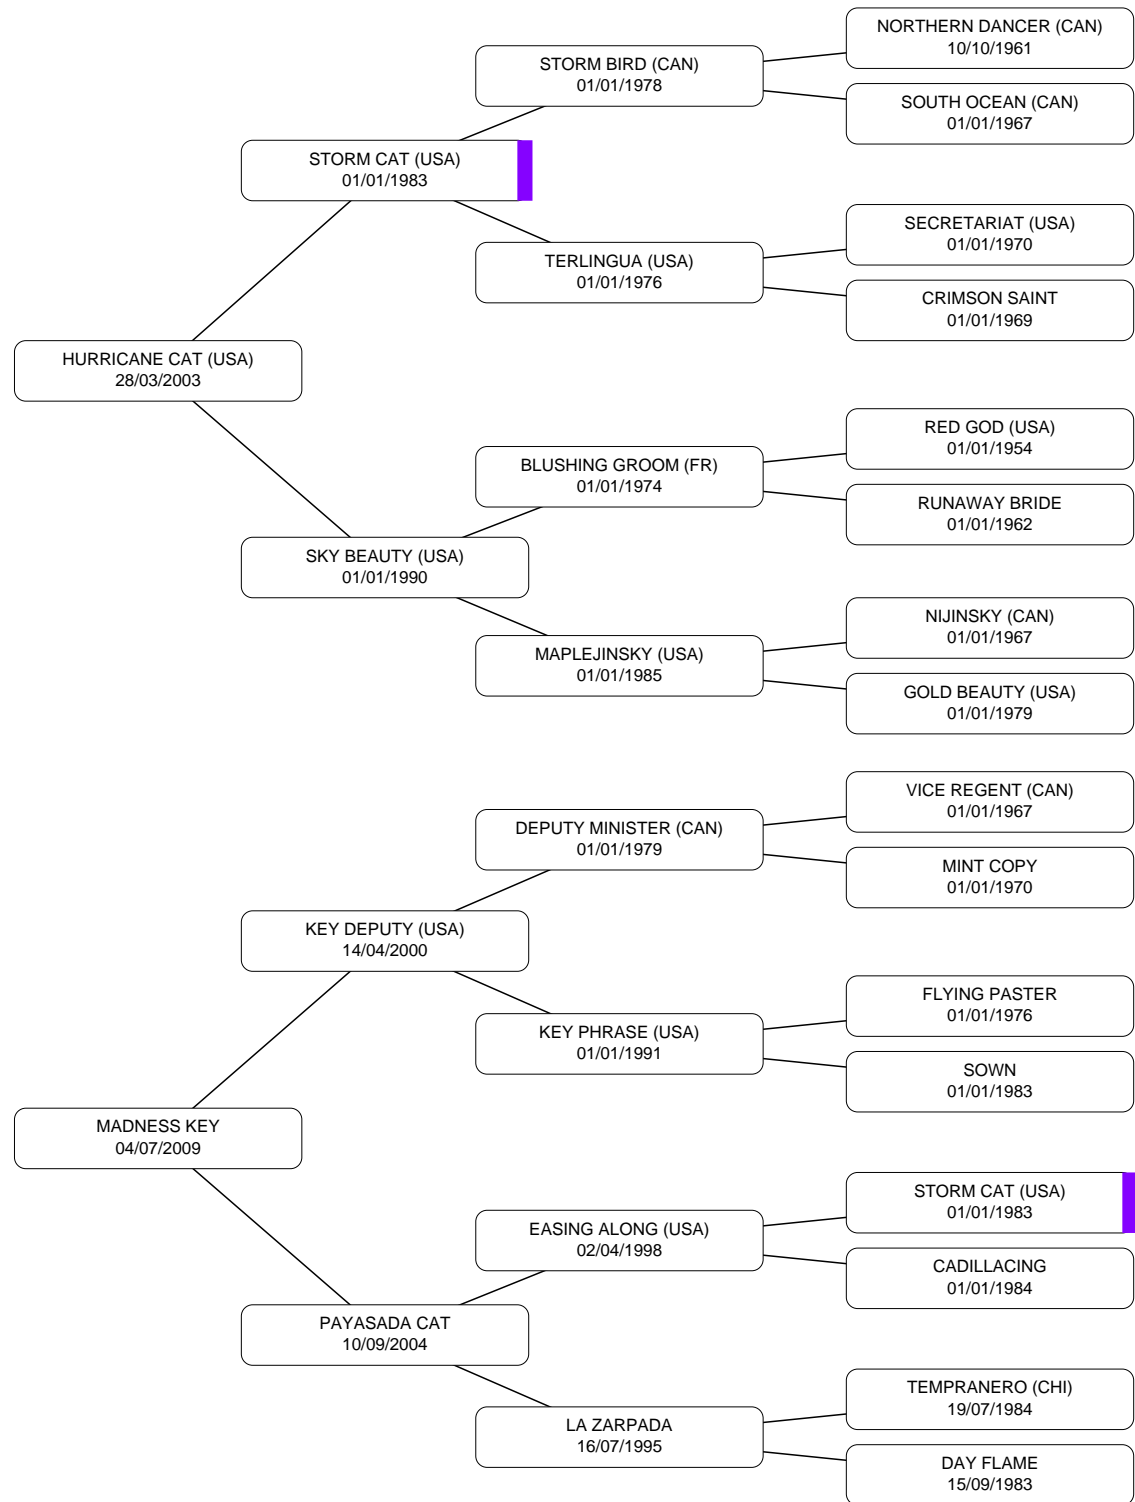 NORTHERN DANCER (CAN)
10/10/1961
STORM BIRD (CAN)
01/01/1978
SOUTH OCEAN (CAN)
01/01/1967
STORM CAT (USA)
01/01/1983
SECRETARIAT (USA)
01/01/1970
TERLINGUA (USA)
01/01/1976
CRIMSON SAINT
01/01/1969
HURRICANE CAT (USA)
28/03/2003
RED GOD (USA)
01/01/1954
BLUSHING GROOM (FR)
01/01/1974
RUNAWAY BRIDE
01/01/1962
SKY BEAUTY (USA)
01/01/1990
NIJINSKY (CAN)
01/01/1967
MAPLEJINSKY (USA)
01/01/1985
GOLD BEAUTY (USA)
01/01/1979
VICE REGENT (CAN)
01/01/1967
DEPUTY MINISTER (CAN)
01/01/1979
MINT COPY
01/01/1970
KEY DEPUTY (USA)
14/04/2000
FLYING PASTER
01/01/1976
KEY PHRASE (USA)
01/01/1991
SOWN
01/01/1983
MADNESS KEY
04/07/2009
STORM CAT (USA)
01/01/1983
EASING ALONG (USA)
02/04/1998
CADILLACING
01/01/1984
PAYASADA CAT
10/09/2004
TEMPRANERO (CHI)
19/07/1984
LA ZARPADA
16/07/1995
DAY FLAME
15/09/1983